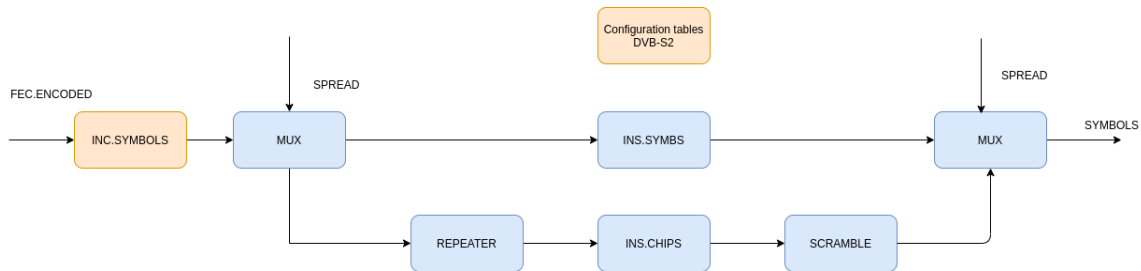 Configuration tables
DVB-S2
SPREAD
SPREAD
FEC.ENCODED
INC.SYMBOLS
MUX
INS.SYMBS
MUX
SYMBOLS
REPEATER
INS.CHIPS
SCRAMBLE